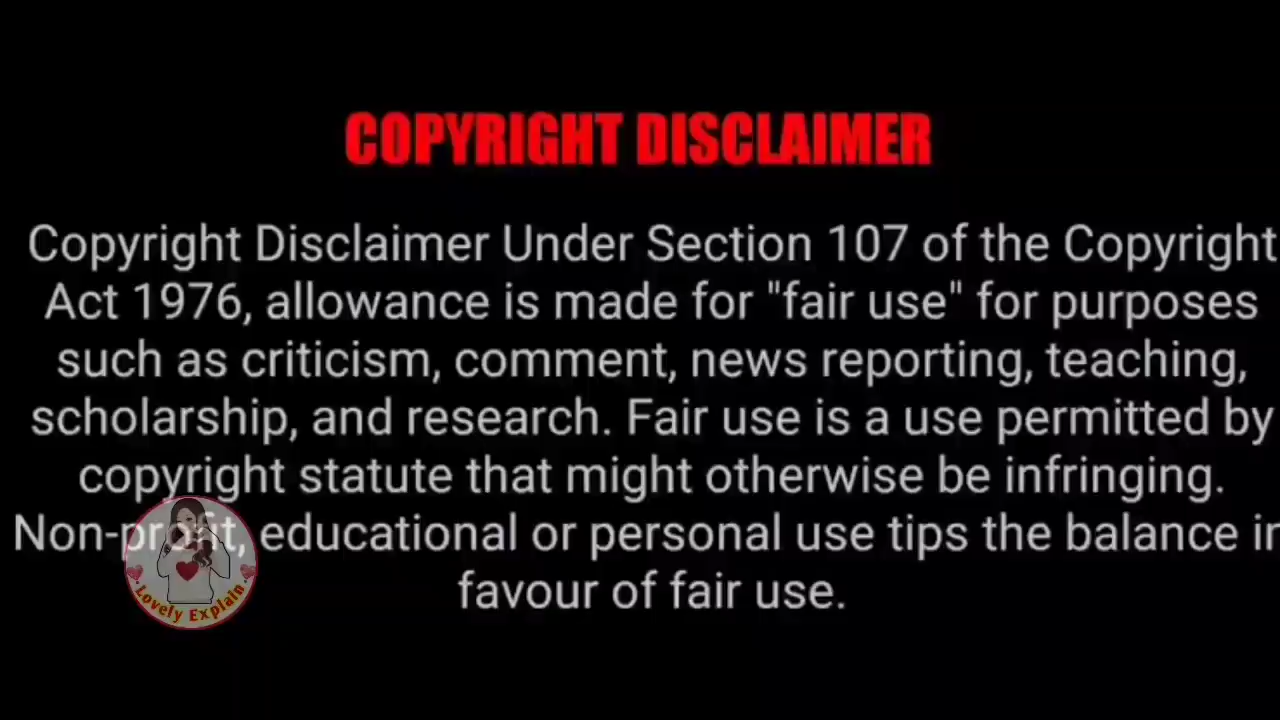 COPYRIGHT DISCLAIMER
Copyright Disclaimer Under Section 107 of the Copyright
Act 1976, allowance is made for "fair use" for purposes
such as criticism, comment, news reporting, teaching,
scholarship, and research. Fair use is a use permitted by
copyright statute that might otherwise be infringing.
Non-profit, educational or personal use tips the balance in
favour of fair use.
Lovely Explain